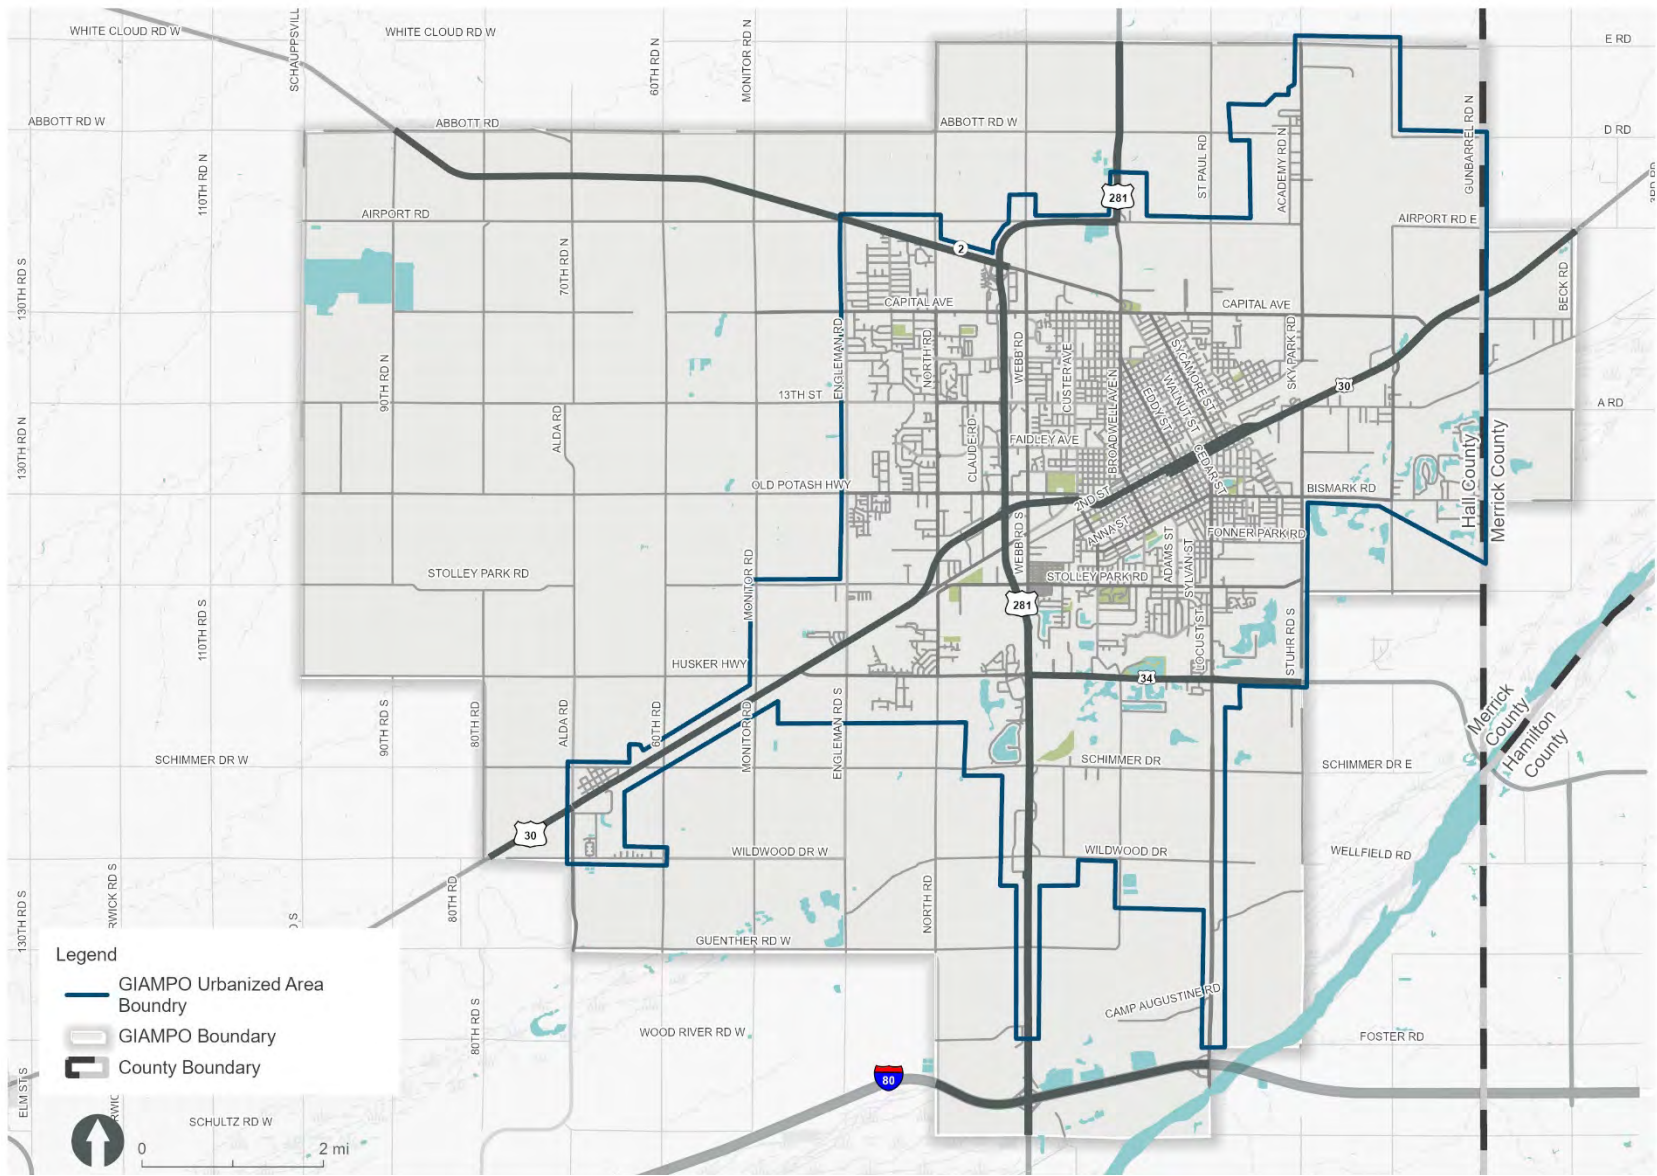 WHITE CLOUD RD W
SCHAUPPSVILL
WHITE CLOUD RD W
60TH RD N
MONITOR RD N
E RD
ABBOTT RD W
ABBOTT RD
ABBOTT RD W
D RD
110TH RD N
ST PAUL RD
ACADEMY RD N
GUNBARREL RD N
3RD RD
281
AIRPORT RD
AIRPORT RD E
2
70TH RD N
130TH RD S
BECK RD
CAPITAL AVE
CAPITAL AVE
ENGLEMAN RD
NORTH RD
WEBB RD
CUSTER AVE
SYCAMORE ST
SKY PARK RD
90TH RD N
30
13TH ST
BROADWELL AVE N
EDDY ST
WALNUT ST
A RD
130TH RD N
ALDA RD
CLAUDE RD
FAIDLEY AVE
CEDAR ST
Hall County
Merrick County
OLD POTASH HWY
2ND ST
BISMARK RD
WEBB RD S
ANNA ST
ADAMS ST
SYLVAN ST
FONNER PARK RD
STOLLEY PARK RD
MONITOR RD
STOLLEY PARK RD
281
110TH RD S
LOCUST ST
STUHR RD S
HUSKER HWY
34
90TH RD S
80TH RD
ALDA RD
60TH RD
MONITOR RD
ENGLEMAN RD S
Merrick
County
Hamilton
County
SCHIMMER DR W
SCHIMMER DR
SCHIMMER DR E
30
WILDWOOD DR W
WILDWOOD DR
WELLFIELD RD
130TH RD S
RWICK RD S
D S
80TH RD
NORTH RD
GUENTHER RD W
Legend
GIAMPO Urbanized Area
Boundry
GIAMPO Boundary
County Boundary
CAMP AUGUSTINE RD
80TH RD S
WOOD RIVER RD W
FOSTER RD
80
ELM ST S
RWIC
SCHULTZ RD W
0
2 mi